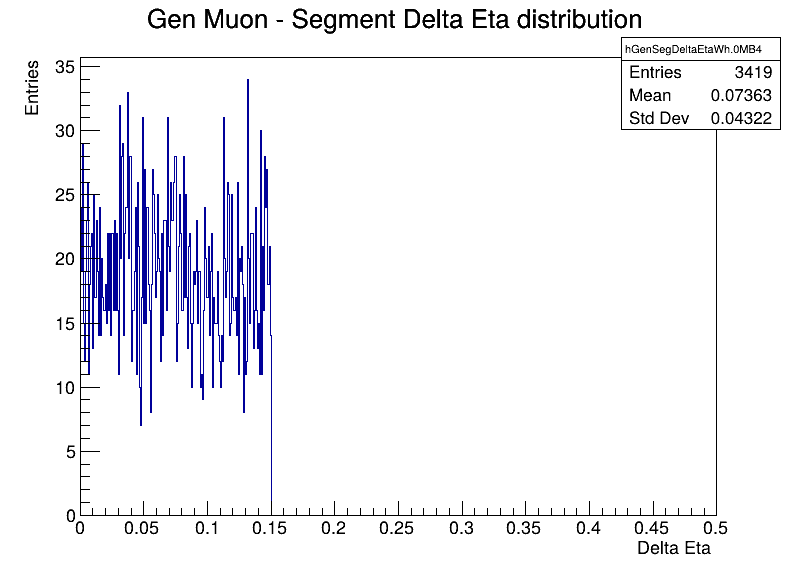 Gen Muon - Segment Delta Eta distribution
hGenSegDeltaEtaWh.0MB4
Entries 3419
Mean 0.07363
Std Dev 0.04322
Entries
35
30
25
20
15
10
5
0
0 0.05 0.1 0.15 0.2 0.25 0.3 0.35 0.4 0.45 0.5
Delta Eta